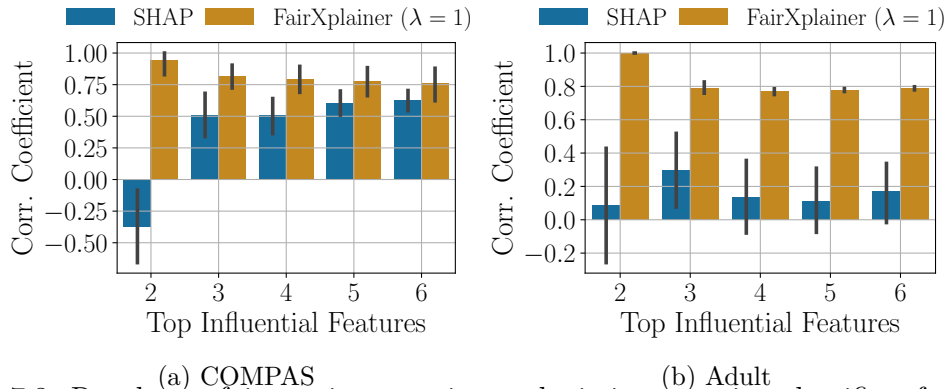 SHAP FairXplainer (λ = 1)
1.00
0.75
0.50
0.25
0.00
−0.25
−0.50
Corr. Coefficient
2 3 4 5 6
Top Influential Features
(a) COMPAS
SHAP FairXplainer (λ = 1)
1.0
0.8
0.6
0.4
0.2
0.0
−0.2
Corr. Coefficient
2 3 4 5 6
Top Influential Features
(b) Adult